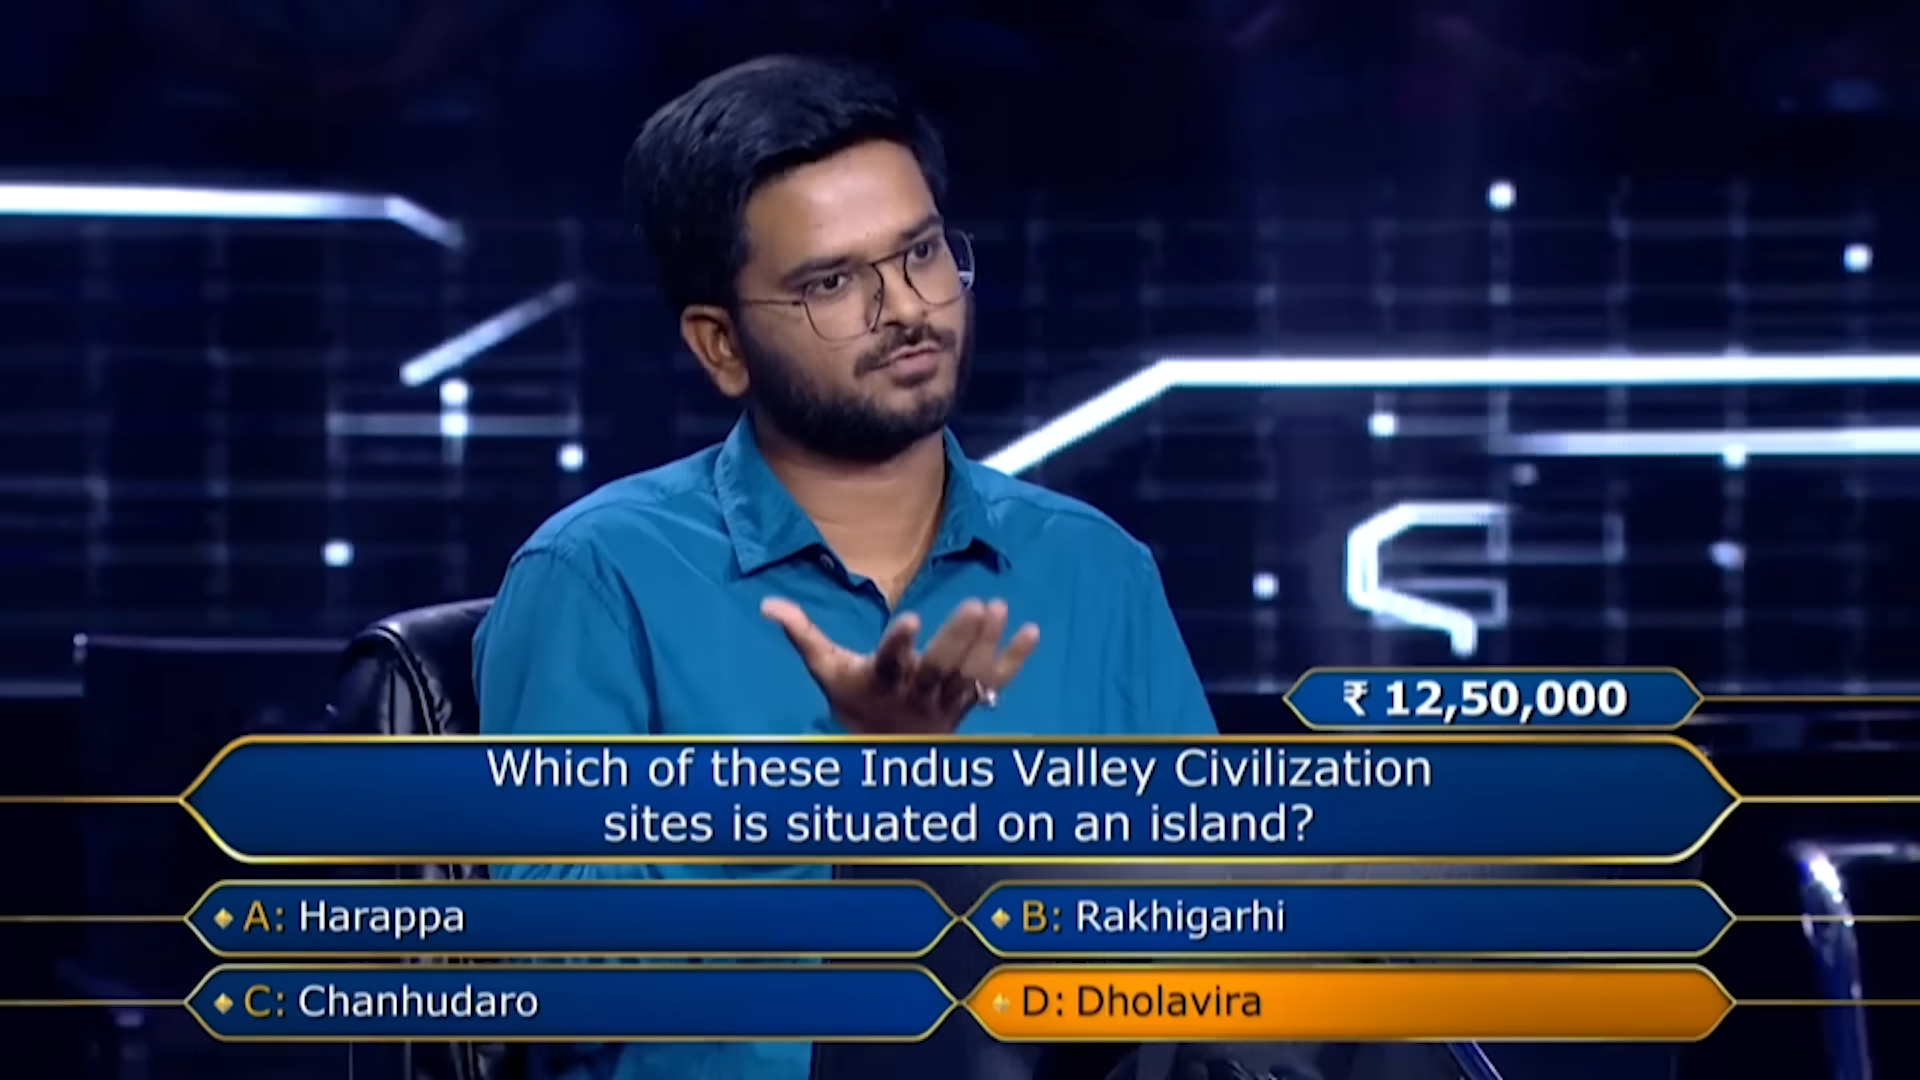 ₹ 12,50,000
Which of these Indus Valley Civilization
sites is situated on an island?
A: Harappa
B: Rakhigarhi
C: Chanhudaro
D: Dholavira